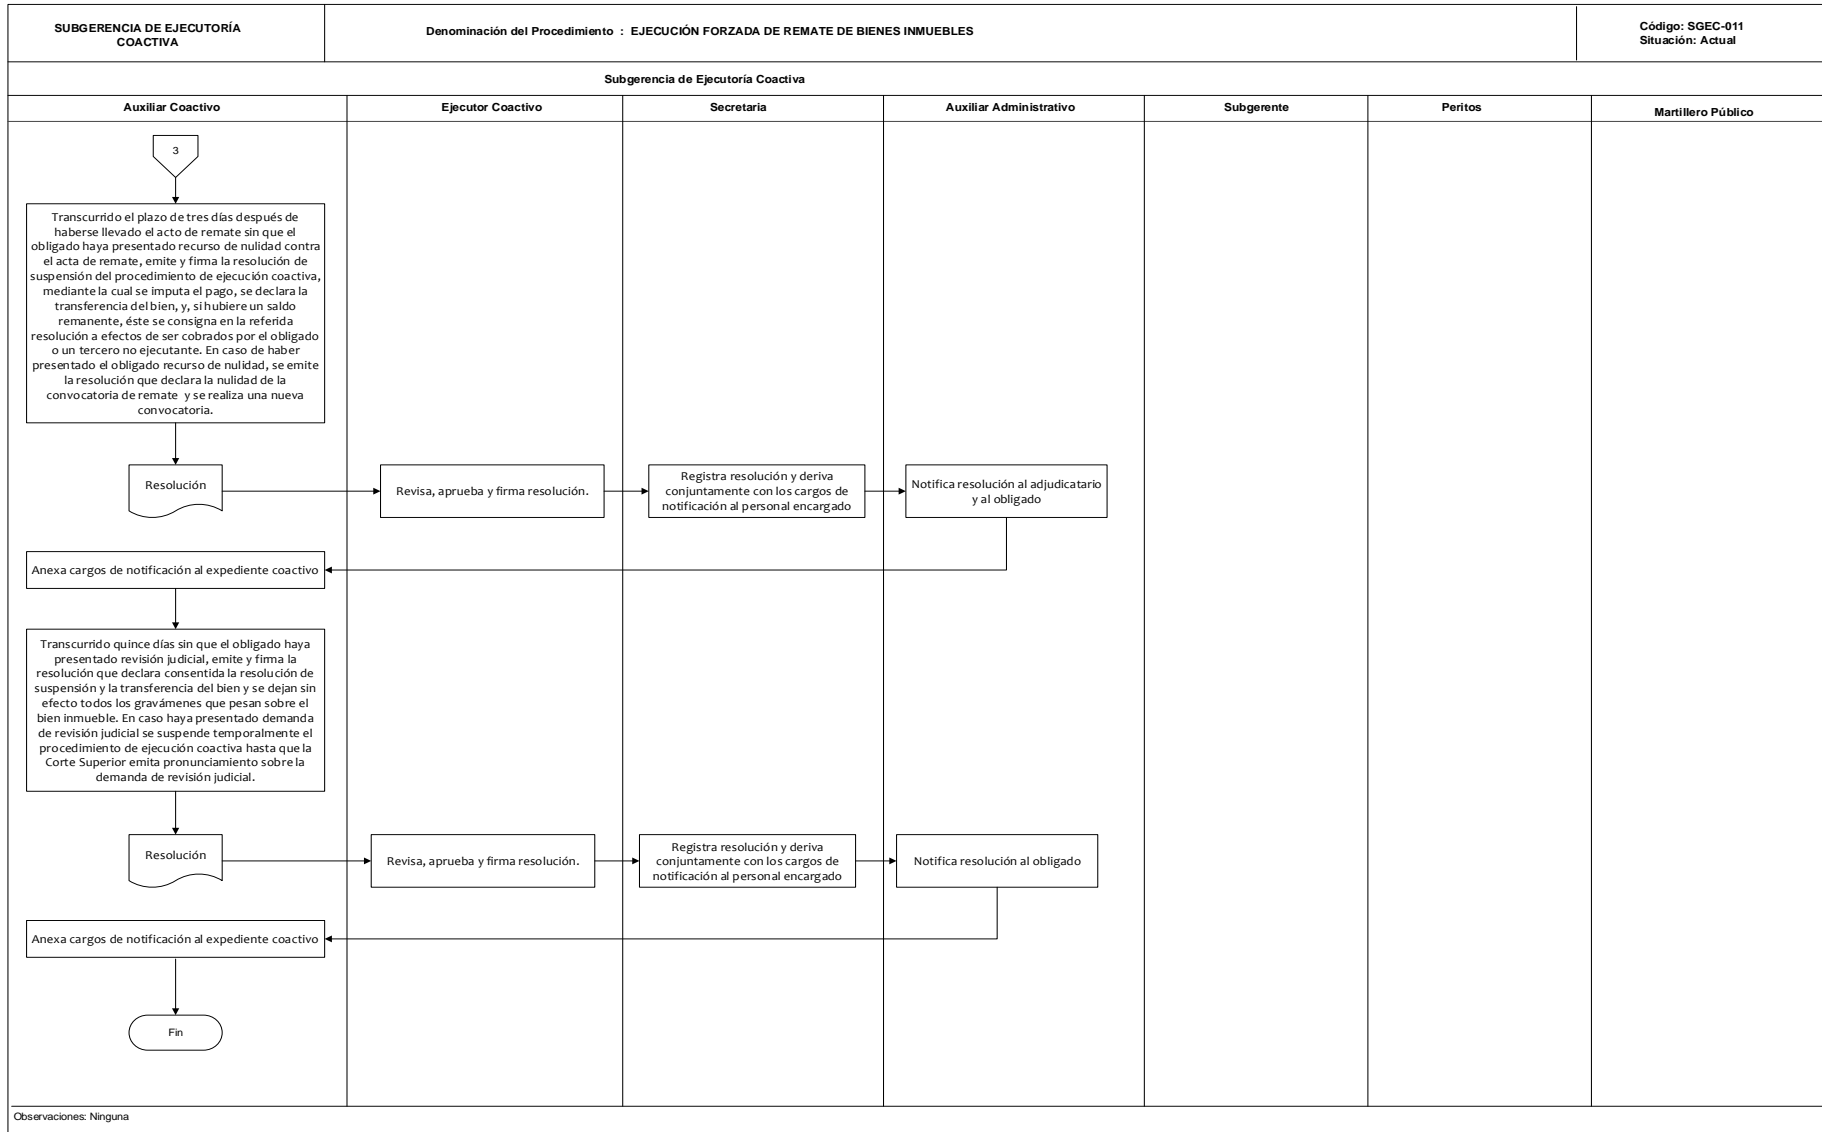 SUBGERENCIA DE EJECUTORÍA
COACTIVA
Denominación del Procedimiento : EJECUCIÓN FORZADA DE REMATE DE BIENES INMUEBLES
Código: SGEC-011
Situación: Actual
Subgerencia de Ejecutoría Coactiva
Auxiliar Coactivo
Ejecutor Coactivo
Secretaria
Auxiliar Administrativo
Subgerente
Peritos
Martillero Público
3
Transcurrido el plazo de tres días después de
haberse llevado el acto de remate sin que el
obligado haya presentado recurso de nulidad contra
el acta de remate, emite y firma la resolución de
suspensión del procedimiento de ejecución coactiva,
mediante la cual se imputa el pago, se declara la
transferencia del bien, y, si hubiere un saldo
remanente, éste se consigna en la referida
resolución a efectos de ser cobrados por el obligado
o un tercero no ejecutante. En caso de haber
presentado el obligado recurso de nulidad, se emite
la resolución que declara la nulidad de la
convocatoria de remate y se realiza una nueva
convocatoria.
Resolución
Revisa, aprueba y firma resolución.
Registra resolución y deriva
conjuntamente con los cargos de
notificación al personal encargado
Notifica resolución al adjudicatario
y al obligado
Anexa cargos de notificación al expediente coactivo
Transcurrido quince días sin que el obligado haya
presentado revisión judicial, emite y firma la
resolución que declara consentida la resolución de
suspensión y la transferencia del bien y se dejan sin
efecto todos los gravámenes que pesan sobre el
bien inmueble. En caso haya presentado demanda
de revisión judicial se suspende temporalmente el
procedimiento de ejecución coactiva hasta que la
Corte Superior emita pronunciamiento sobre la
demanda de revisión judicial.
Resolución
Revisa, aprueba y firma resolución.
Registra resolución y deriva
conjuntamente con los cargos de
notificación al personal encargado
Notifica resolución al obligado
Anexa cargos de notificación al expediente coactivo
Fin
Observaciones: Ninguna